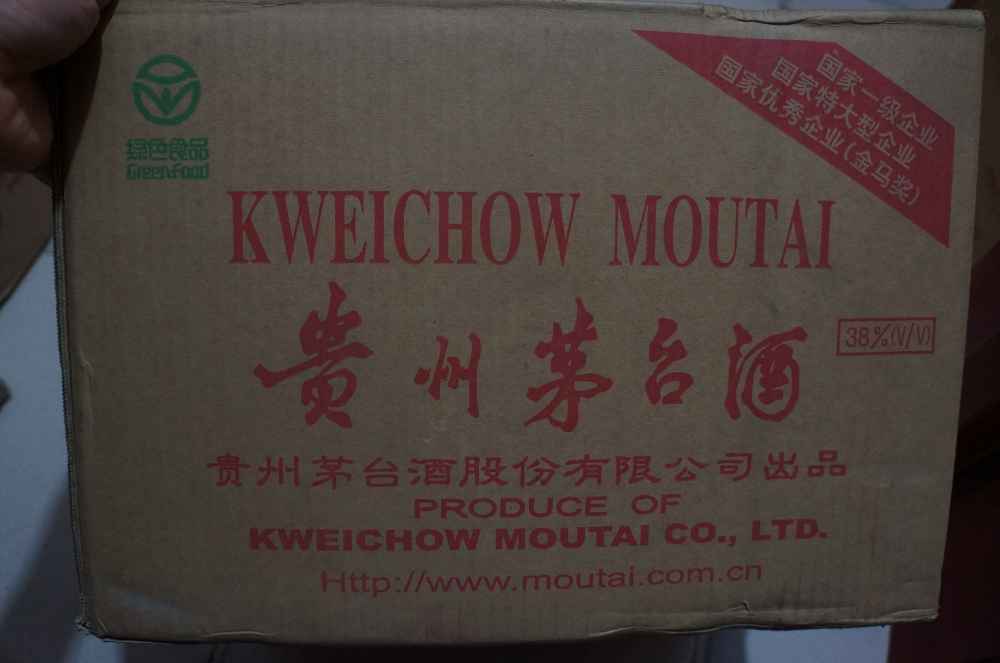 绿色食品
GreenFood
国家一级企业
国家特大型企业
国家优秀企业(金马奖)
KWEICHOW MOUTAI
贵州茅台酒
38%(V/V)
贵州茅台酒股份有限公司出品
PRODUCE OF
KWEICHOW MOUTAI CO., LTD.
Http://www.moutai.com.cn